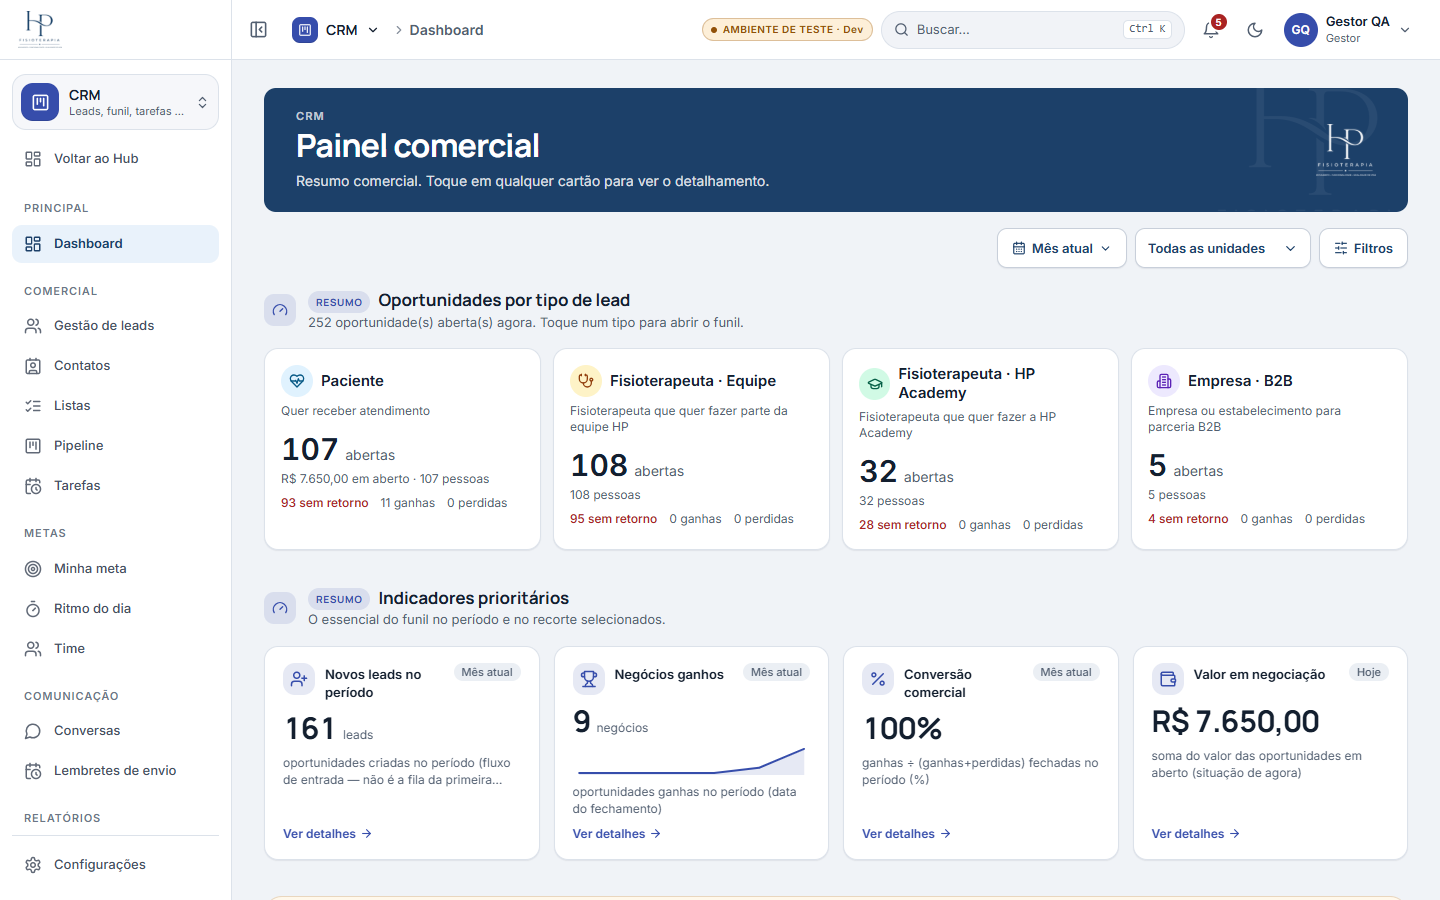 HP
FISIOTERAPIA
CRM
Dashboard
AMBIENTE DE TESTE · Dev
Buscar...
Ctrl K
5
GQ
Gestor QA
Gestor
CRM
Leads, funil, tarefas ...
Voltar ao Hub
PRINCIPAL
Dashboard
COMERCIAL
Gestão de leads
Contatos
Listas
Pipeline
Tarefas
METAS
Minha meta
Ritmo do dia
Time
COMUNICAÇÃO
Conversas
Lembretes de envio
RELATÓRIOS
Configurações
CRM
Painel comercial
Resumo comercial. Toque em qualquer cartão para ver o detalhamento.
HP
FISIOTERAPIA
Mês atual
Todas as unidades
Filtros
RESUMO Oportunidades por tipo de lead
252 oportunidade(s) aberta(s) agora. Toque num tipo para abrir o funil.
Paciente
Quer receber atendimento
107 abertas
R$ 7.650,00 em aberto · 107 pessoas
93 sem retorno 11 ganhas 0 perdidas
Fisioterapeuta · Equipe
Fisioterapeuta que quer fazer parte da
equipe HP
108 abertas
108 pessoas
95 sem retorno 0 ganhas 0 perdidas
Fisioterapeuta · HP
Academy
Fisioterapeuta que quer fazer a HP
Academy
32 abertas
32 pessoas
28 sem retorno 0 ganhas 0 perdidas
Empresa · B2B
Empresa ou estabelecimento para
parceria B2B
5 abertas
5 pessoas
4 sem retorno 0 ganhas 0 perdidas
RESUMO Indicadores prioritários
O essencial do funil no período e no recorte selecionados.
Novos leads no
período
Mês atual
161 leads
oportunidades criadas no período (fluxo
de entrada — não é a fila da primeira...
Ver detalhes →
Negócios ganhos
Mês atual
9 negócios
oportunidades ganhas no período (data
do fechamento)
Ver detalhes →
Conversão
comercial
Mês atual
100%
ganhas ÷ (ganhas+perdidas) fechadas no
período (%)
Ver detalhes →
Valor em negociação
Hoje
R$ 7.650,00
soma do valor das oportunidades em
aberto (situação de agora)
Ver detalhes →